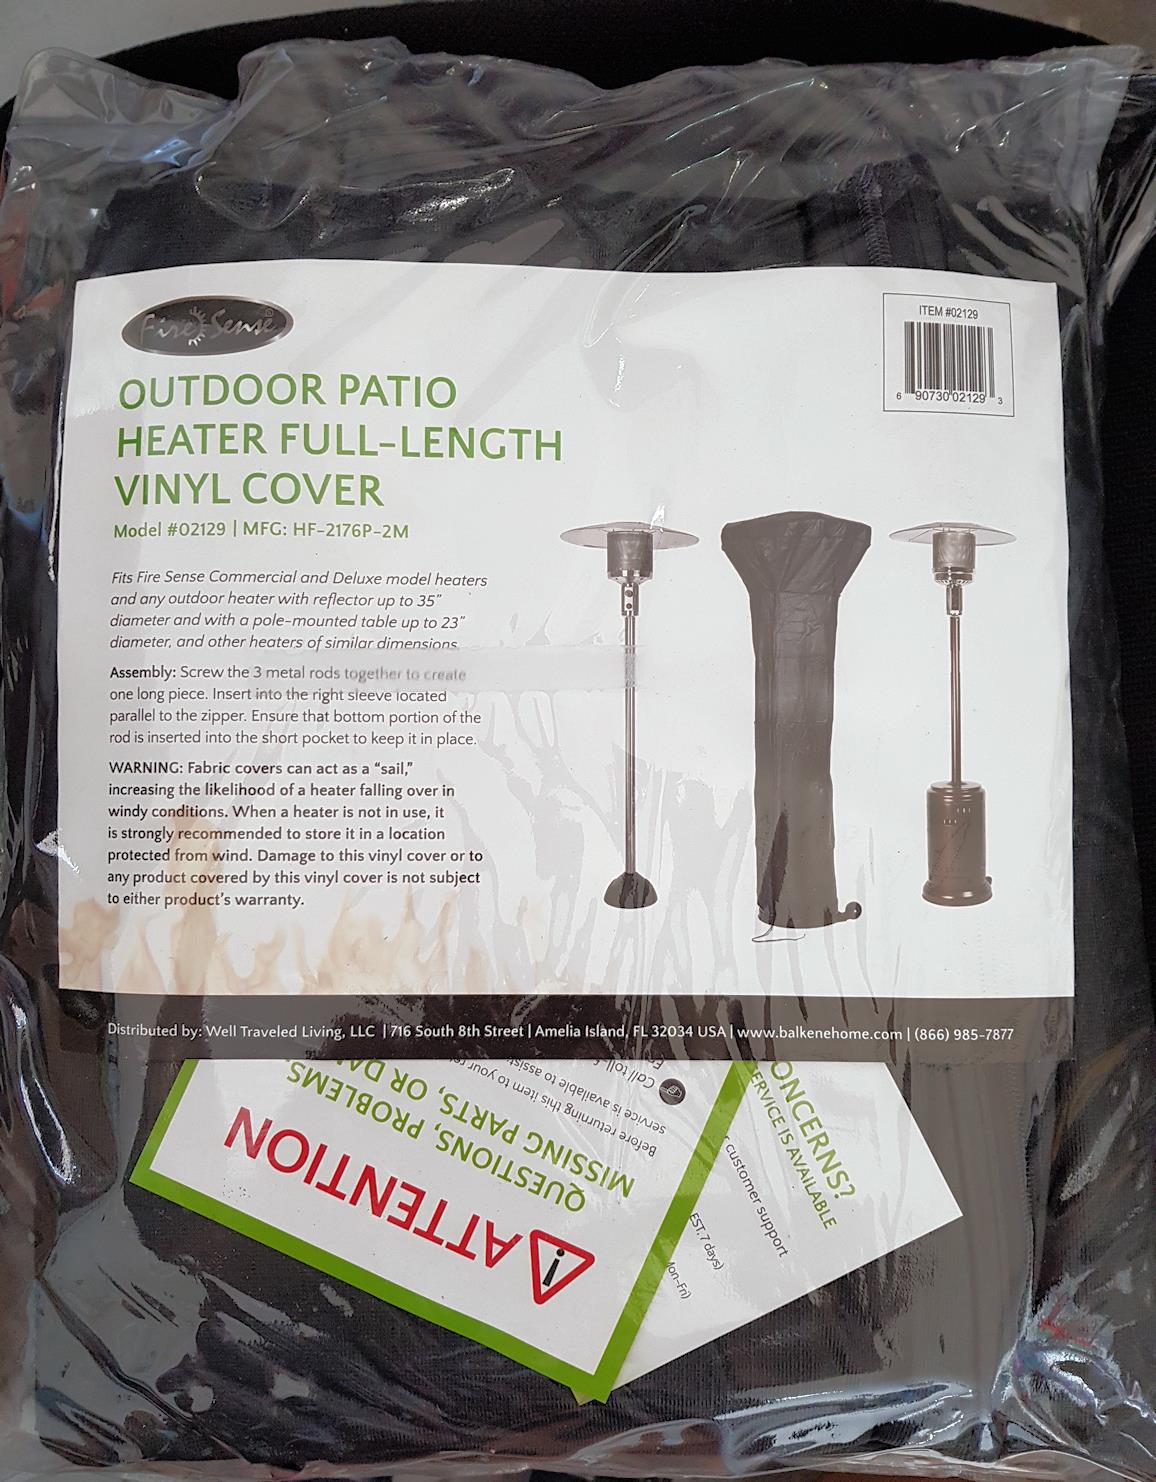 Fire Sense®
OUTDOOR PATIO
HEATER FULL-LENGTH
VINYL COVER
Model #02129 | MFG: HF-2176P-2M
Fits Fire Sense Commercial and Deluxe model heaters
and any outdoor heater with reflector up to 35"
diameter and with a pole-mounted table up to 23"
diameter, and other heaters of similar dimensions.
Assembly: Screw the 3 metal rods together to create
one long piece. Insert into the right sleeve located
parallel to the zipper. Ensure that bottom portion of the
rod is inserted into the short pocket to keep it in place.
WARNING: Fabric covers can act as a “sail,”
increasing the likelihood of a heater falling over in
windy conditions. When a heater is not in use, it
is strongly recommended to store it in a location
protected from wind. Damage to this vinyl cover or to
any product covered by this vinyl cover is not subject
to either product's warranty.
ITEM #02129
6 90730 02129 3
Distributed by: Well Traveled Living, LLC | 716 South 8th Street | Amelia Island, FL 32034 USA | www.balkenehome.com | (866) 985-7877
ATTENTION
QUESTIONS, PROBLEMS,
MISSING PARTS, OR DA
Before returning this item to your re
service is available to assist
Call toll-f
ONCERNS?
ERVICE IS AVAILABLE
customer support
EST, 7 days)
on-Fri)